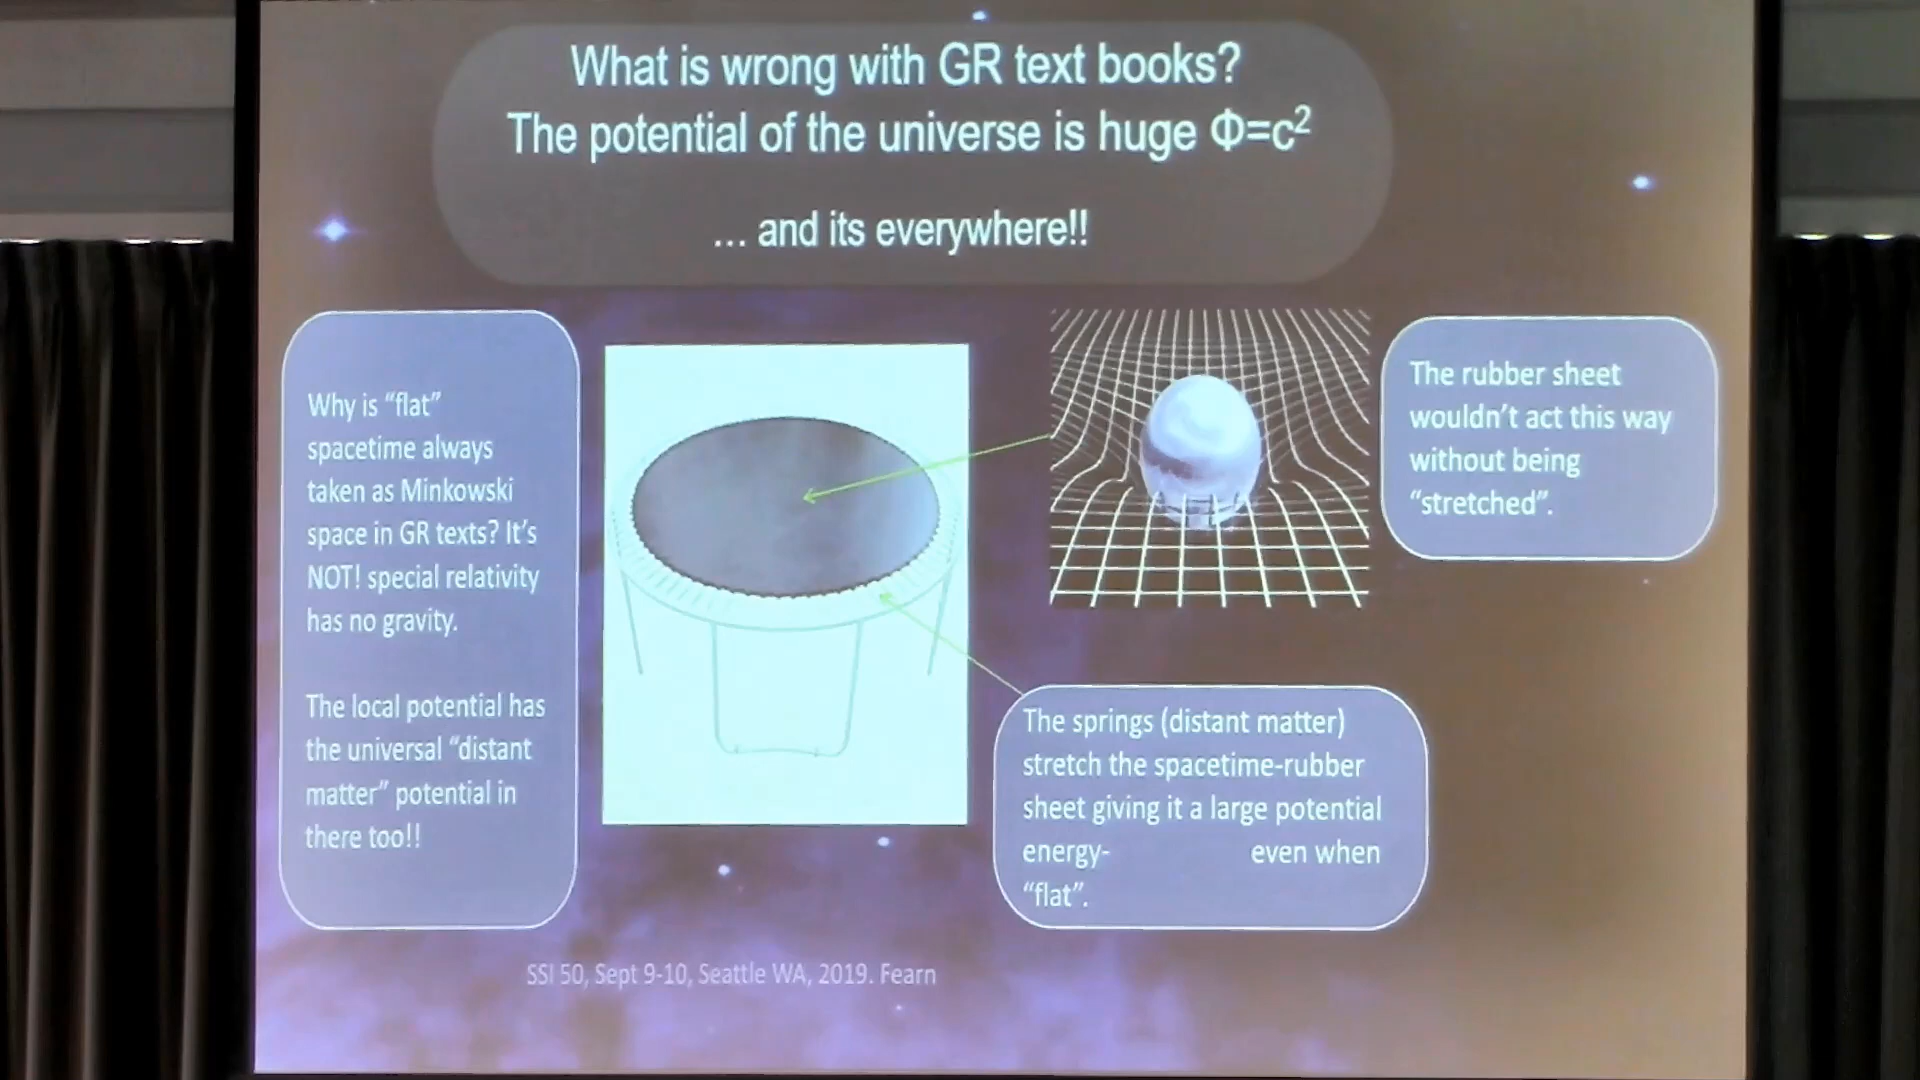 What is wrong with GR text books?
The potential of the universe is huge Φ=c²
... and its everywhere!!
Why is “flat”
spacetime always
taken as Minkowski
space in GR texts? It’s
NOT! special relativity
has no gravity.
The local potential has
the universal “distant
matter” potential in
there too!!
The rubber sheet
wouldn’t act this way
without being
“stretched”.
The springs (distant matter)
stretch the spacetime-rubber
sheet giving it a large potential
energy- even when
“flat”.
SSI 50, Sept 9-10, Seattle WA, 2019. Fearn